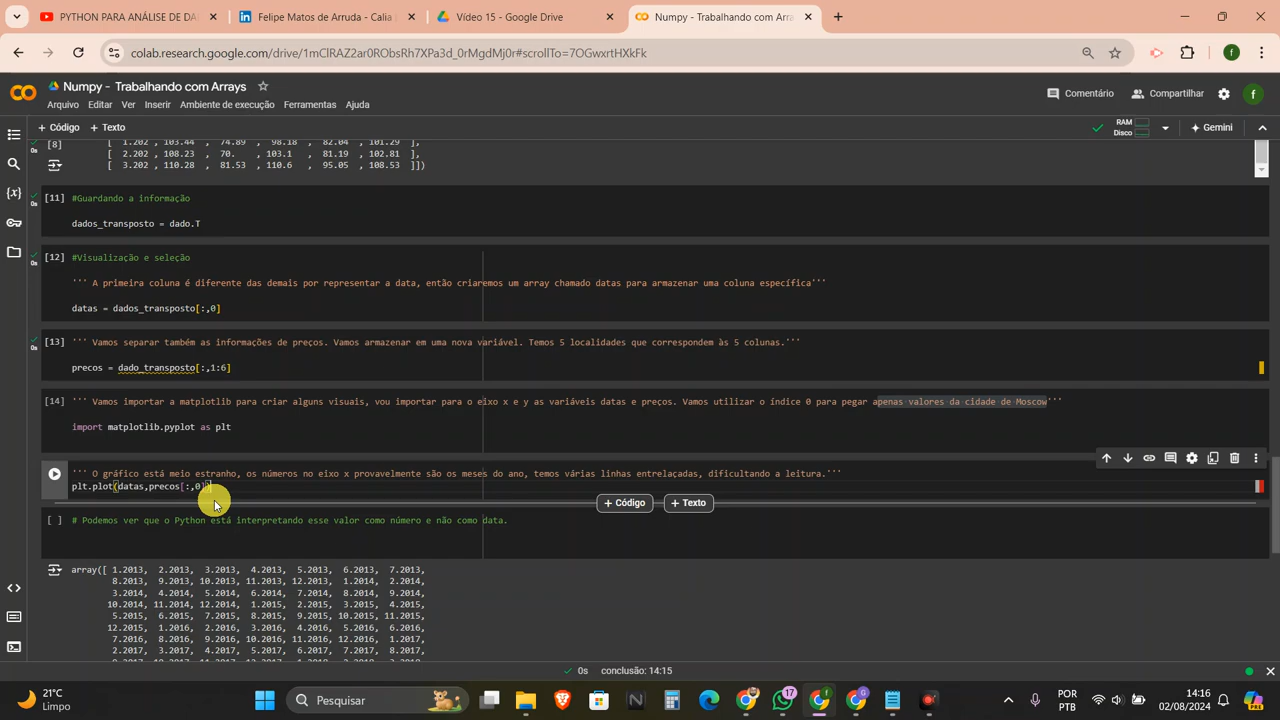 PYTHON PARA ANÁLISE DE DA
Felipe Matos de Arruda - Calia
Vídeo 15 - Google Drive
Numpy - Trabalhando com Arra
colab.research.google.com/drive/1mClRAZ2ar0RObsRh7XPa3d_0rMgdMj0r#scrollTo=7OGwxrtHXkFk
f
CO
Numpy - Trabalhando com Arrays
Arquivo Editar Ver Inserir Ambiente de execução Ferramentas Ajuda
Comentário
Compartilhar
f
+ Código + Texto
RAM
Disco
Gemini
[8]
[ 1.202 , 103.44 , 74.89 , 98.18 , 82.04 , 101.29],
[ 2.202 , 108.23 , 70. , 103.1 , 81.19 , 102.81],
[ 3.202 , 110.28 , 81.53 , 110.6 , 95.05 , 108.53 ]])
[11] #Guardando a informação
0s
dados_transposto = dado.T
[12] #Visualização e seleção
0s
''' A primeira coluna é diferente das demais por representar a data, então criaremos um array chamado datas para armazenar uma coluna específica'''
datas = dados_transposto[:,0]
[13] ''' Vamos separar também as informações de preços. Vamos armazenar em uma nova variável. Temos 5 localidades que correspondem às 5 colunas.'''
0s
precos = dado_transposto[:,1:6]
[14] ''' Vamos importar a matplotlib para criar alguns visuais, vou importar para o eixo x e y as variáveis datas e preços. Vamos utilizar o índice 0 para pegar apenas valores da cidade de Moscow'''
import matplotlib.pyplot as plt
''' O gráfico está meio estranho, os números no eixo x provavelmente são os meses do ano, temos várias linhas entrelaçadas, dificultando a leitura.'''
plt.plot(datas,precos[:,0]
+ Código + Texto
[ ] # Podemos ver que o Python está interpretando esse valor como número e não como data.
array([ 1.2013, 2.2013, 3.2013, 4.2013, 5.2013, 6.2013, 7.2013,
8.2013, 9.2013, 10.2013, 11.2013, 12.2013, 1.2014, 2.2014,
3.2014, 4.2014, 5.2014, 6.2014, 7.2014, 8.2014, 9.2014,
10.2014, 11.2014, 12.2014, 1.2015, 2.2015, 3.2015, 4.2015,
5.2015, 6.2015, 7.2015, 8.2015, 9.2015, 10.2015, 11.2015,
12.2015, 1.2016, 2.2016, 3.2016, 4.2016, 5.2016, 6.2016,
7.2016, 8.2016, 9.2016, 10.2016, 11.2016, 12.2016, 1.2017,
2.2017, 3.2017, 4.2017, 5.2017, 6.2017, 7.2017, 8.2017,
0s conclusão: 14:15
21°C
Limpo
Pesquisar
17
POR
PTB
14:16
02/08/2024